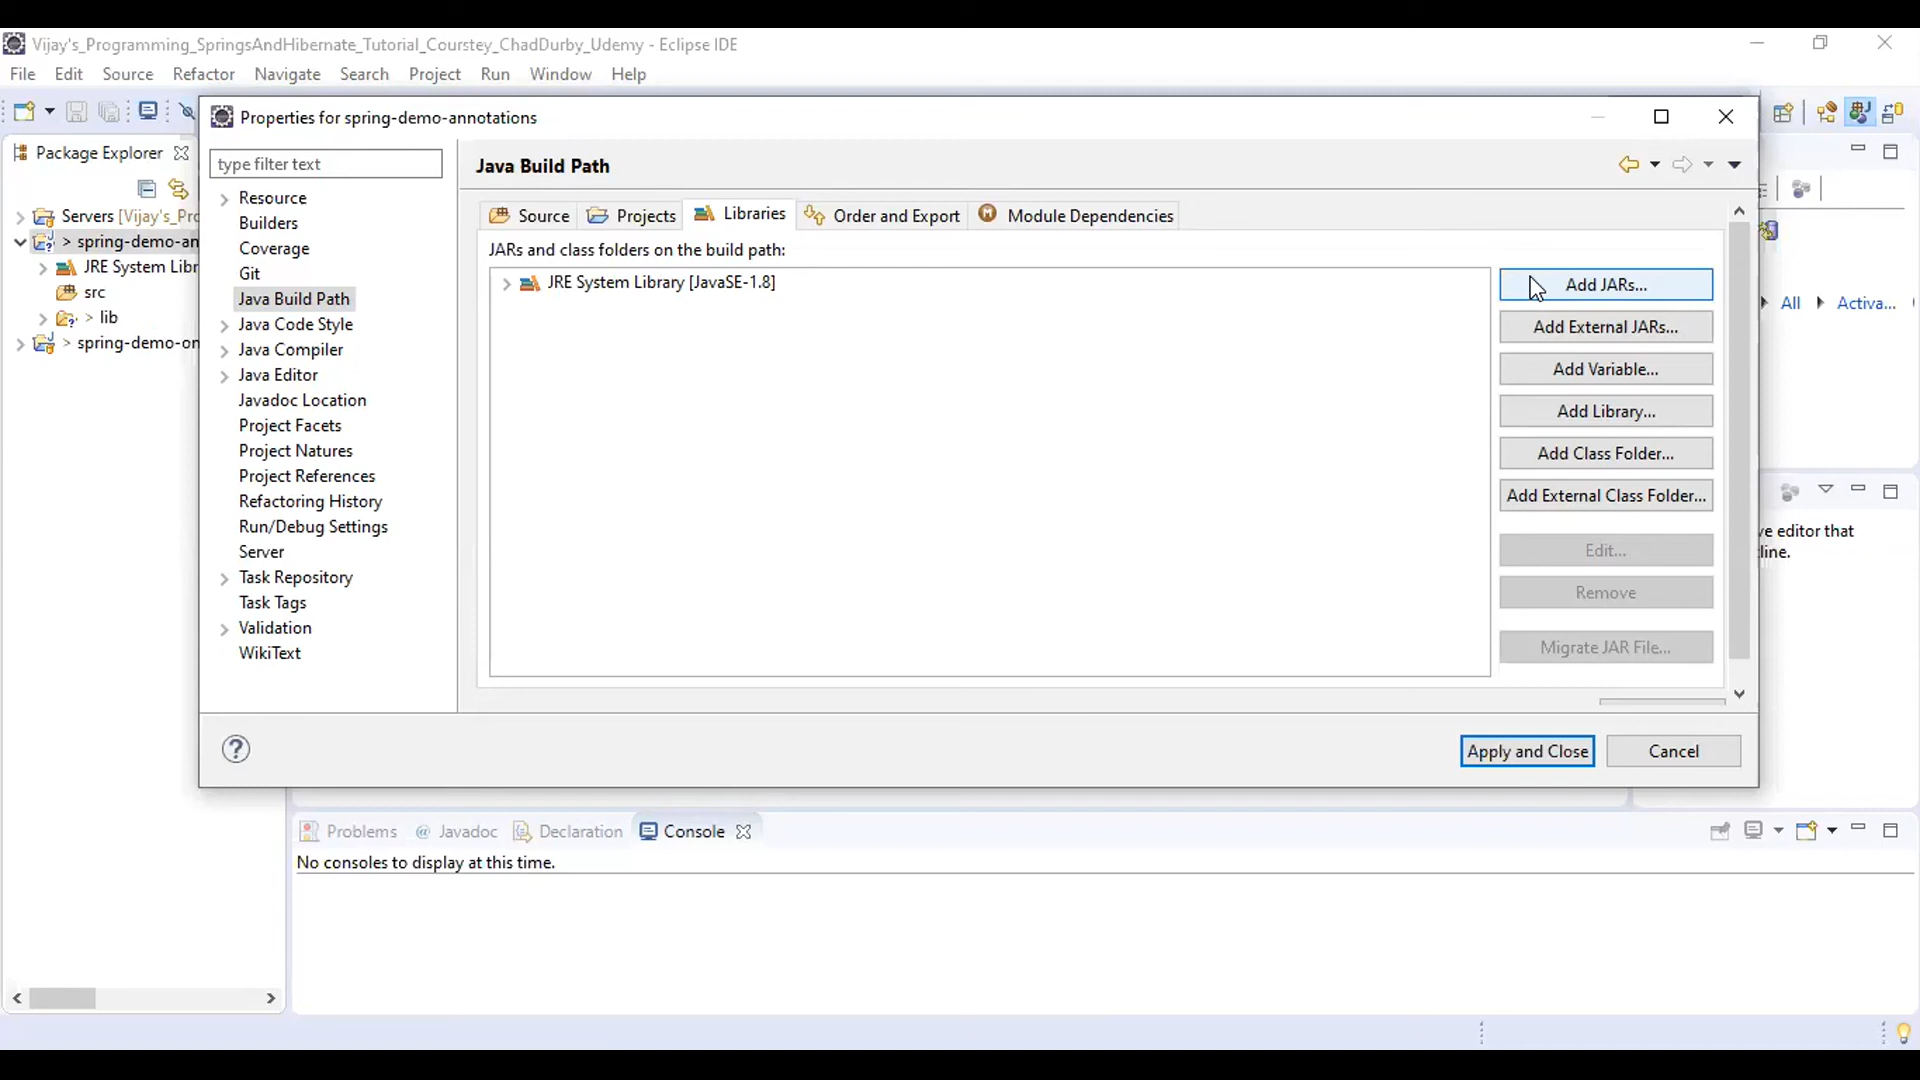 Vijay's_Programming_SpringsAndHibernate_Tutorial_Courstey_ChadDurby_Udemy - Eclipse IDE
File Edit Source Refactor Navigate Search Project Run Window Help
Properties for spring-demo-annotations
Package Explorer
Servers [Vijay's_Pro
> spring-demo-an
JRE System Libr
src
> lib
> spring-demo-on
type filter text
Resource
Builders
Coverage
Git
Java Build Path
Java Code Style
Java Compiler
Java Editor
Javadoc Location
Project Facets
Project Natures
Project References
Refactoring History
Run/Debug Settings
Server
Task Repository
Task Tags
Validation
WikiText
Java Build Path
Source Projects Libraries Order and Export Module Dependencies
JARs and class folders on the build path:
JRE System Library [JavaSE-1.8]
Add JARs...
Add External JARs...
Add Variable...
Add Library...
Add Class Folder...
Add External Class Folder...
Edit...
Remove
Migrate JAR File...
Apply and Close Cancel
All Activa...
ve editor that
line.
Problems Javadoc Declaration Console
No consoles to display at this time.